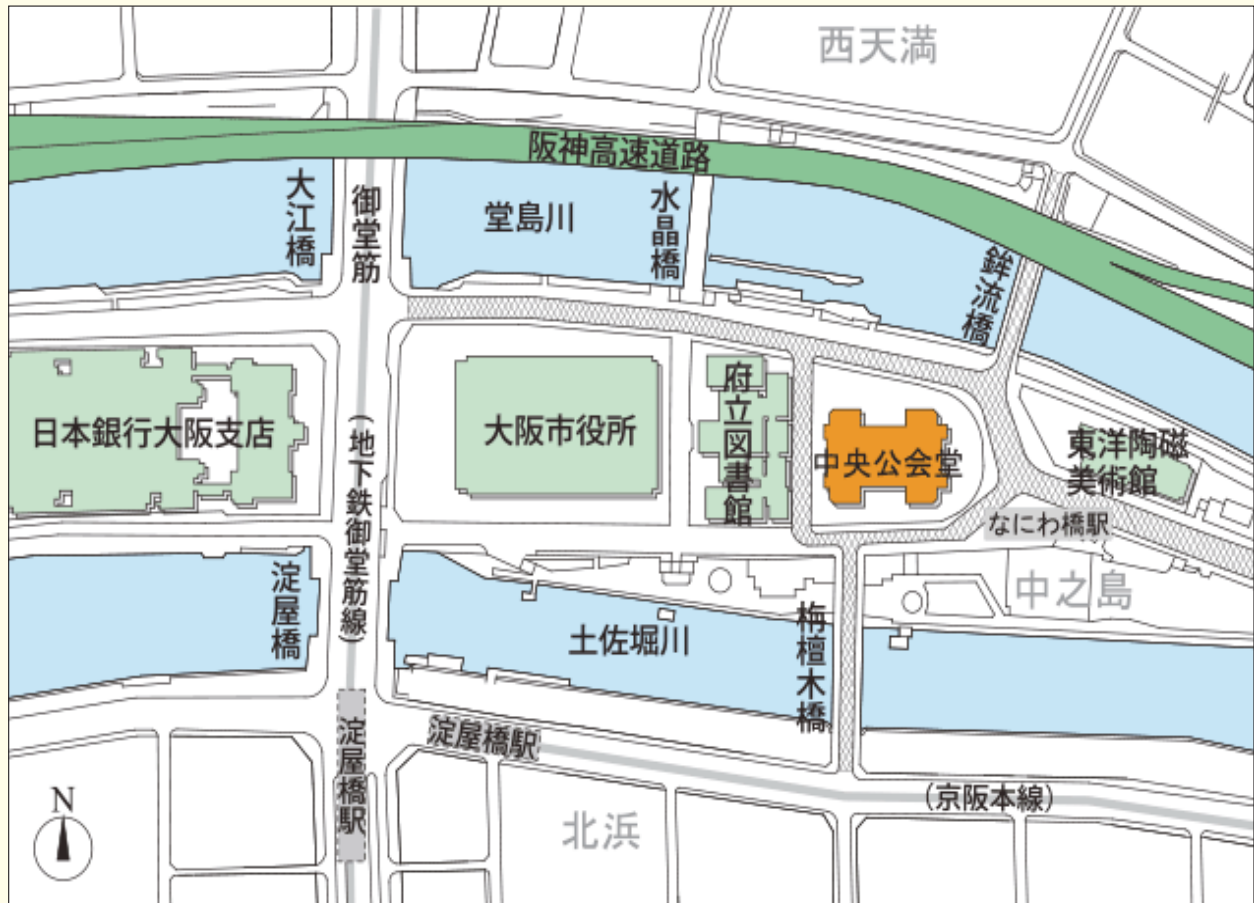 西天満
阪神高速道路
大江橋
御堂筋
堂島川
水晶橋
鉾流橋
日本銀行大阪支店
(地下鉄御堂筋線)
大阪市役所
府立図書館
中央公会堂
東洋陶磁
美術館
なにわ橋駅
中之島
淀屋橋
土佐堀川
栴檀木橋
淀屋橋駅
淀屋橋駅
(京阪本線)
北浜
N